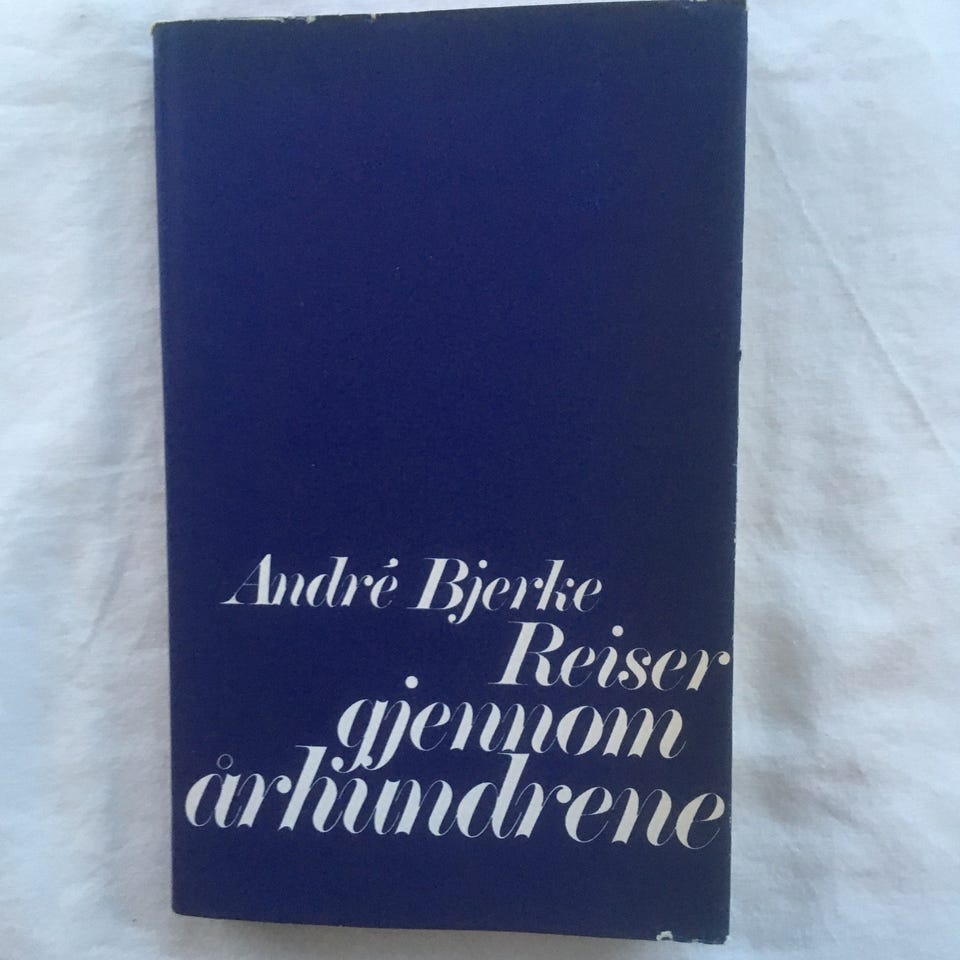 André Bjerke
Reiser
gjennom
århundrene